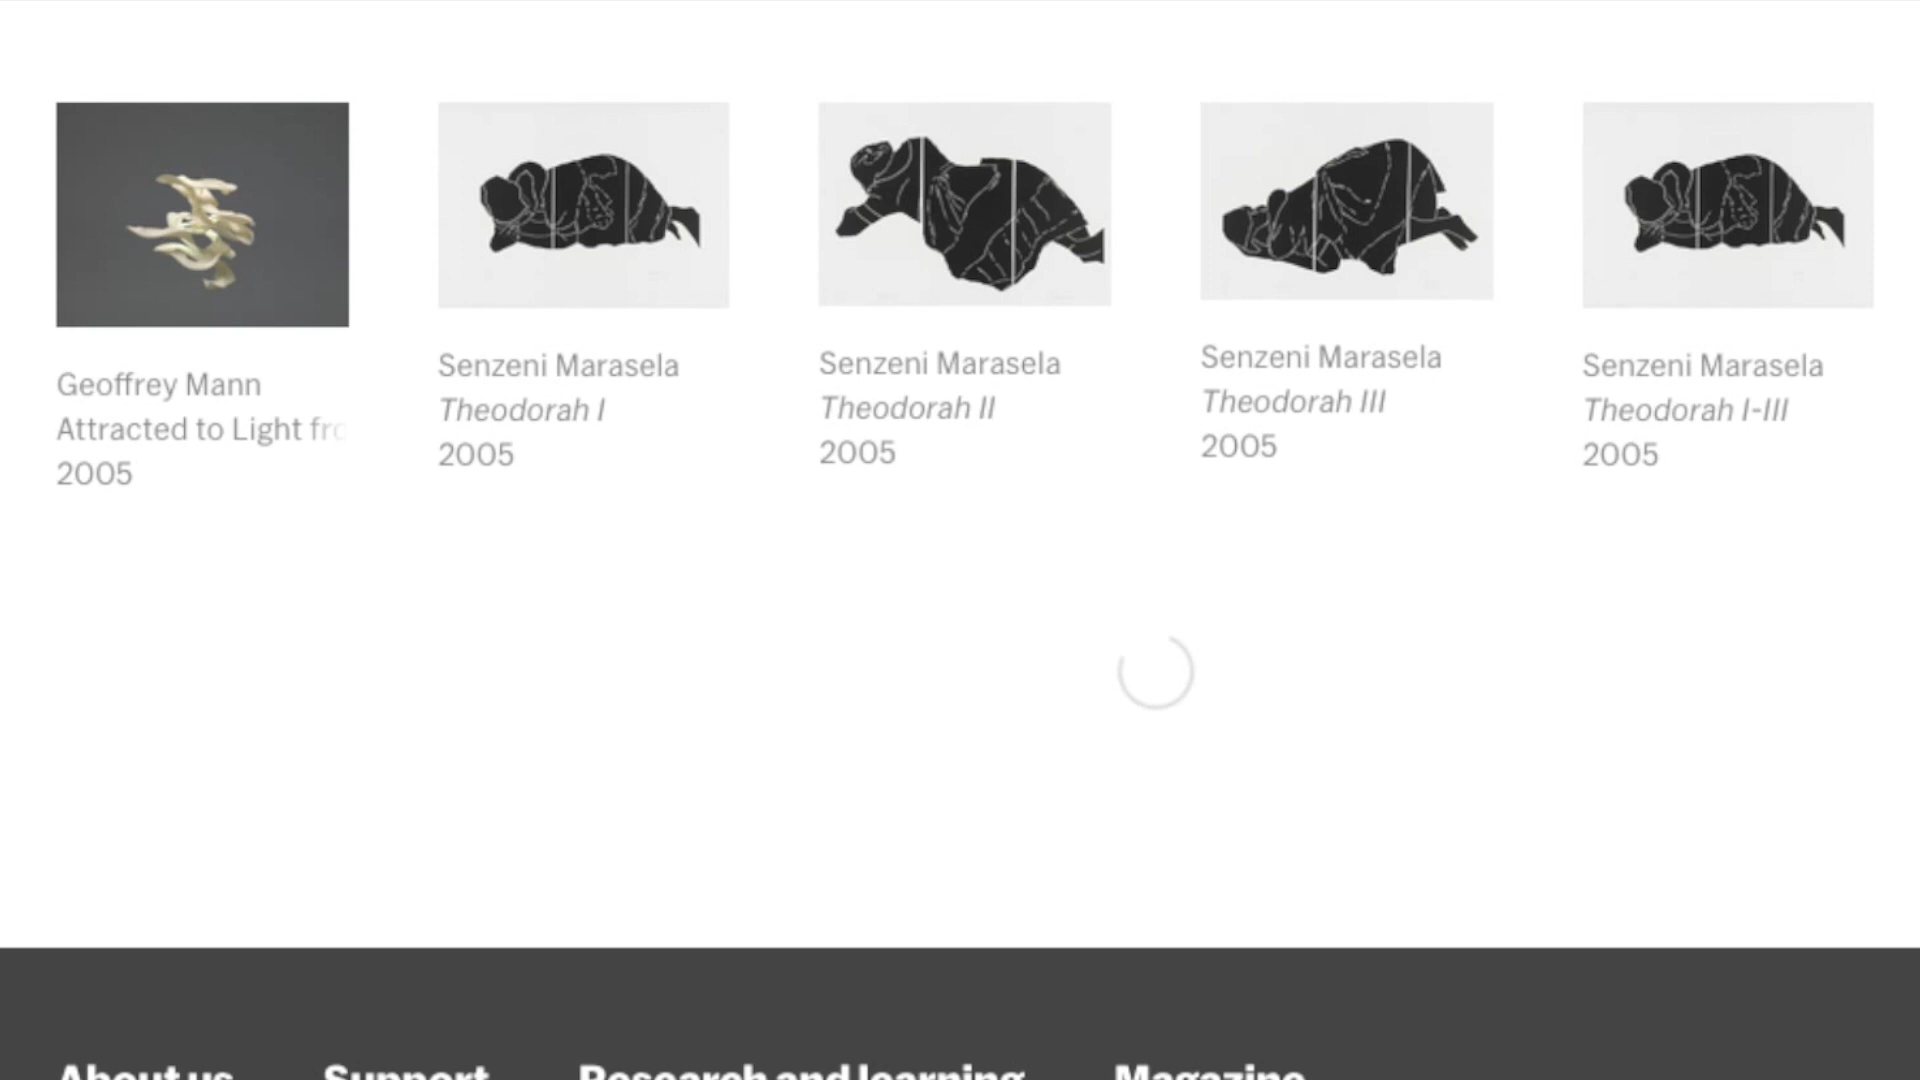 Geoffrey Mann
Attracted to Light
2005
Senzeni Marasela
Theodorah I
2005
Senzeni Marasela
Theodorah II
2005
Senzeni Marasela
Theodorah III
2005
Senzeni Marasela
Theodorah I-III
2005
About us
Support
Research and learning
Magazine